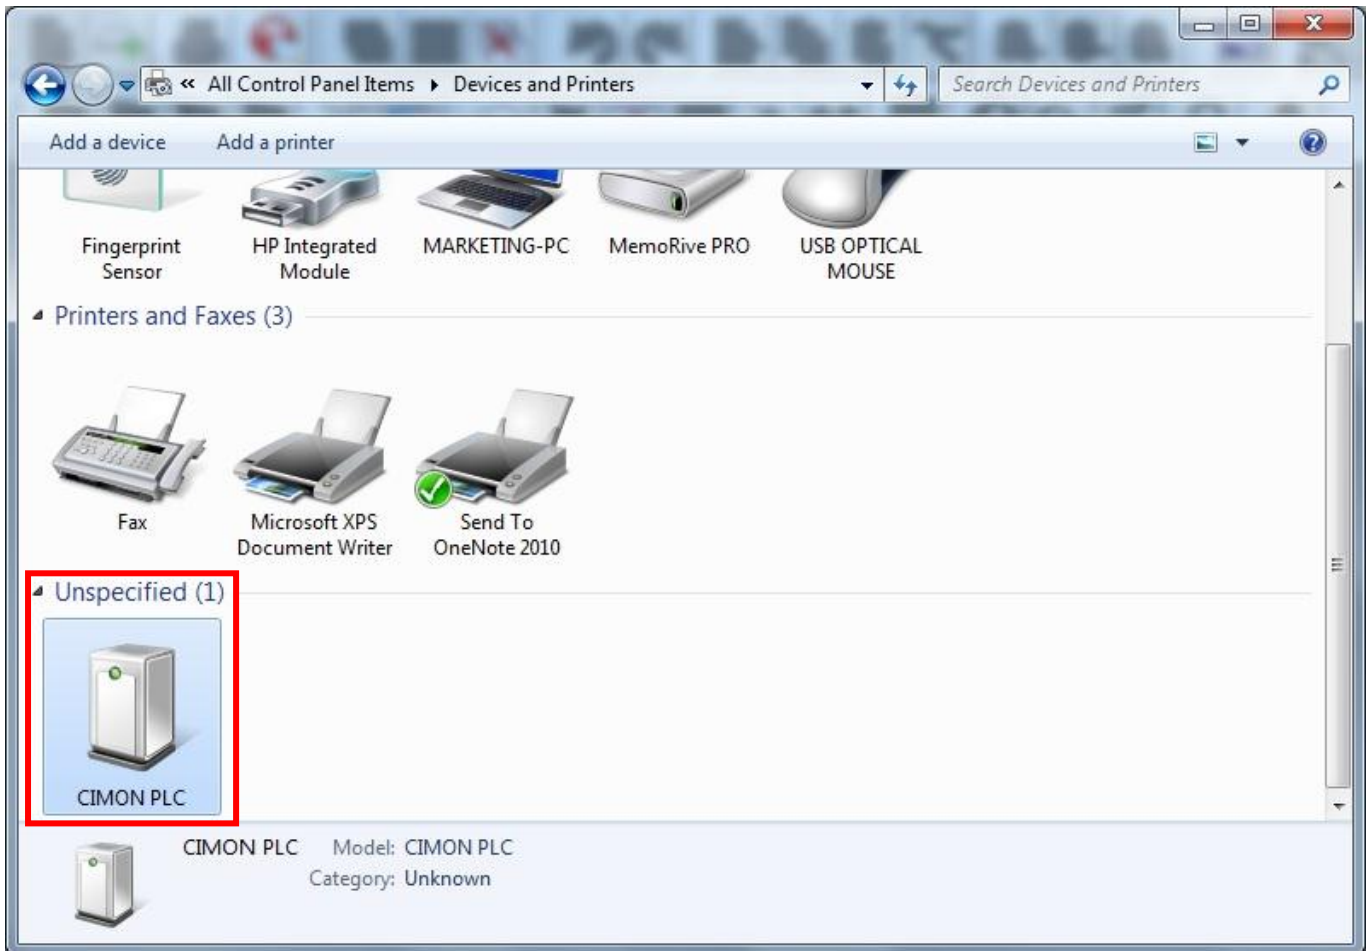 « All Control Panel Items ▸ Devices and Printers
Search Devices and Printers
Add a device Add a printer
Fingerprint Sensor
HP Integrated Module
MARKETING-PC
MemoRive PRO
USB OPTICAL MOUSE
Printers and Faxes (3)
Fax
Microsoft XPS Document Writer
Send To OneNote 2010
Unspecified (1)
CIMON PLC
CIMON PLC Model: CIMON PLC
Category: Unknown